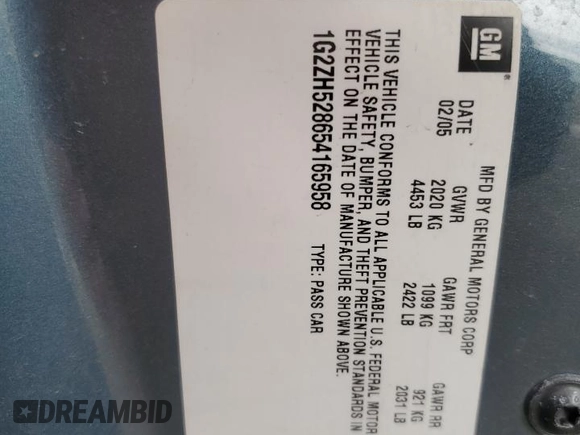 GM
MFD BY GENERAL MOTORS CORP
DATE GVWR GAWR FRT GAWR RR
02/05 2020 KG 1099 KG 921 KG
4453 LB 2422 LB 2031 LB
THIS VEHICLE CONFORMS TO ALL APPLICABLE U.S. FEDERAL MOTOR
VEHICLE SAFETY, BUMPER, AND THEFT PREVENTION STANDARDS IN
EFFECT ON THE DATE OF MANUFACTURE SHOWN ABOVE.
1G2ZH528654165958 TYPE: PASS CAR
DREAMBID